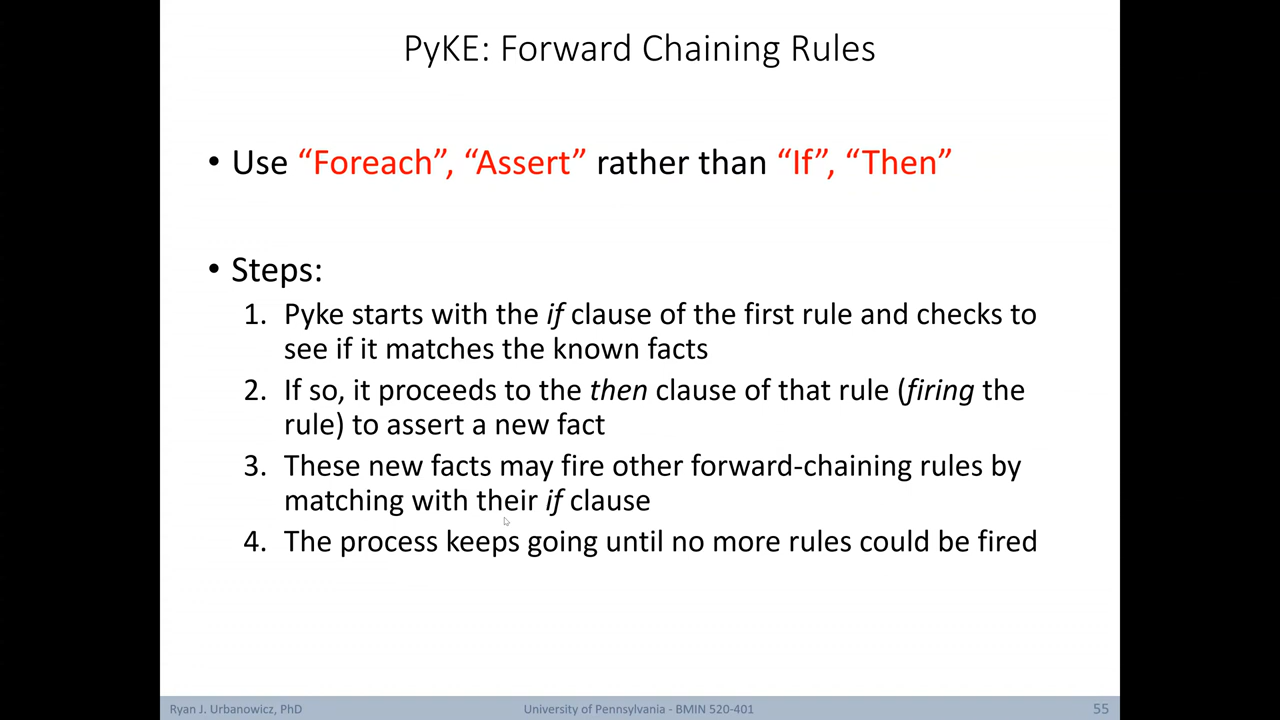 PyKE: Forward Chaining Rules
• Use “Foreach”, “Assert” rather than “If”, “Then”
• Steps:
1. Pyke starts with the if clause of the first rule and checks to
see if it matches the known facts
2. If so, it proceeds to the then clause of that rule (firing the
rule) to assert a new fact
3. These new facts may fire other forward-chaining rules by
matching with their if clause
4. The process keeps going until no more rules could be fired
Ryan J. Urbanowicz, PhD
University of Pennsylvania - BMIN 520-401
55